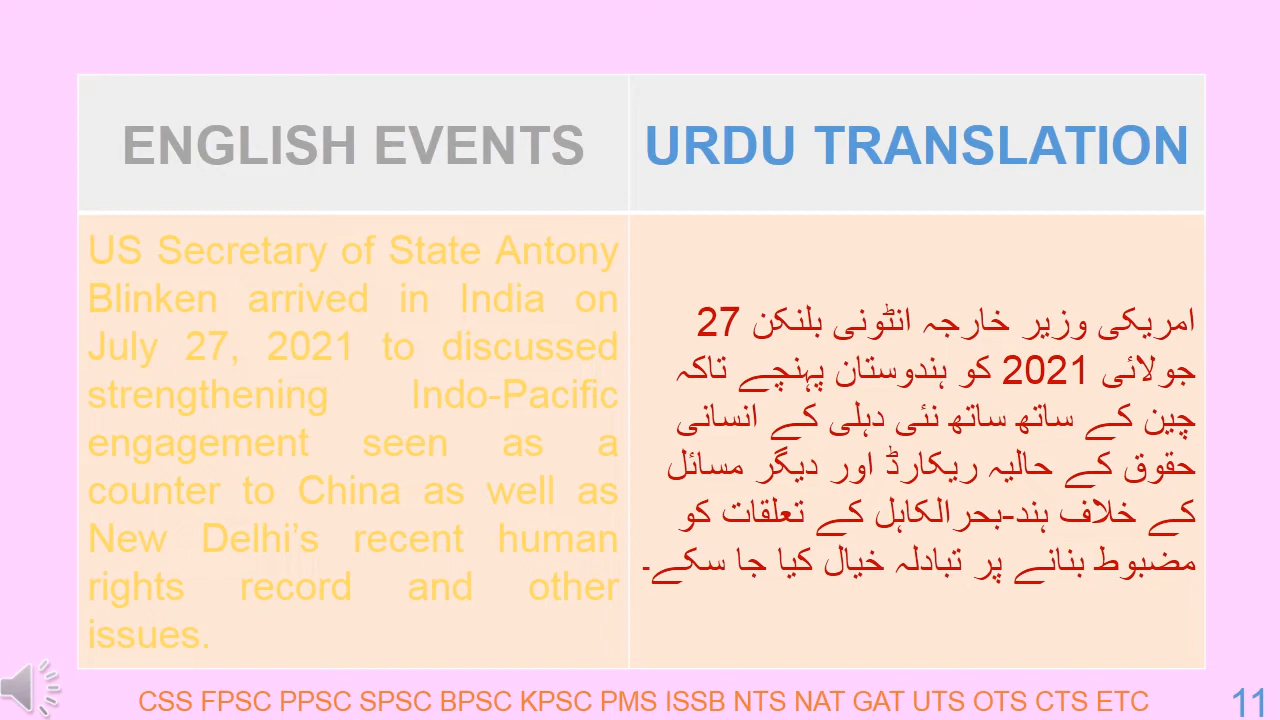 ENGLISH EVENTS
URDU TRANSLATION
US Secretary of State Antony
Blinken arrived in India on
July 27, 2021 to discussed
strengthening Indo-Pacific
engagement seen as a
counter to China as well as
New Delhi's recent human
rights record and other
issues.
امریکی وزیر خارجہ انٹونی بلنکن 27
جولائی 2021 کو ہندوستان پہنچے تاکہ
چین کے ساتھ ساتھ نئی دہلی کے انسانی
حقوق کے حالیہ ریکارڈ اور دیگر مسائل
کے خلاف ہند-بحرالکاہل کے تعلقات کو
مضبوط بنانے پر تبادلہ خیال کیا جا سکے۔
CSS FPSC PPSC SPSC BPSC KPSC PMS ISSB NTS NAT GAT UTS OTS CTS ETC
11